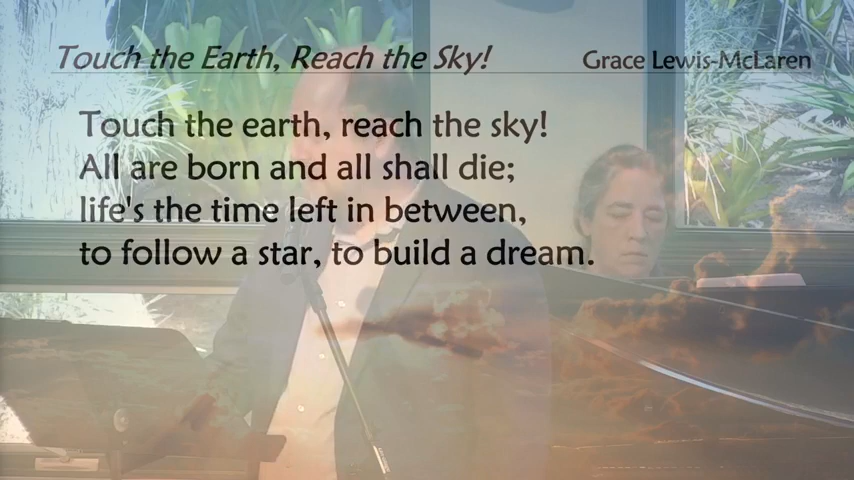 Touch the Earth, Reach the Sky! Grace Lewis-McLaren
Touch the earth, reach the sky!
All are born and all shall die;
life's the time left in between,
to follow a star, to build a dream.